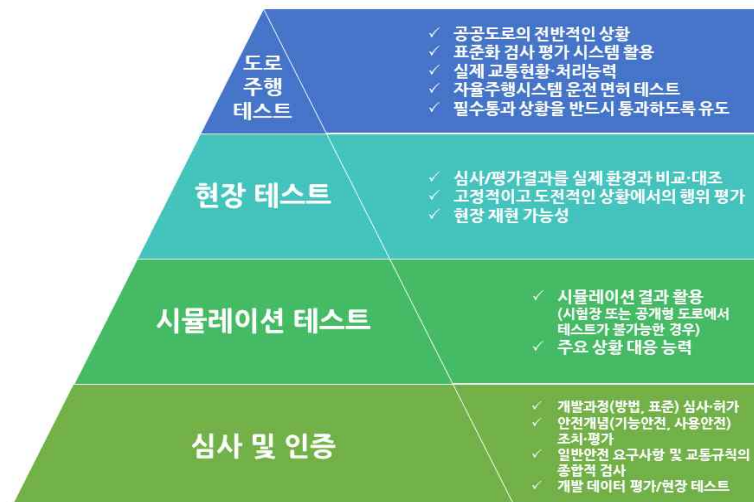 도로
주행
테스트
✓ 공공도로의 전반적인 상황
✓ 표준화 검사 평가 시스템 활용
✓ 실제 교통현황·처리능력
✓ 자율주행시스템 운전 면허 테스트
✓ 필수통과 상황을 반드시 통과하도록 유도
현장 테스트
✓ 심사/평가결과를 실제 환경과 비교·대조
✓ 고정적이고 도전적인 상황에서의 행위 평가
✓ 현장 재현 가능성
시뮬레이션 테스트
✓ 시뮬레이션 결과 활용
(시험장 또는 공개형 도로에서
테스트가 불가능한 경우)
✓ 주요 상황 대응 능력
심사 및 인증
✓ 개발과정(방법, 표준) 심사·허가
✓ 안전개념(기능안전, 사용안전)
조치·평가
✓ 일반안전 요구사항 및 교통규칙의
종합적 검사
✓ 개발 데이터 평가/현장 테스트